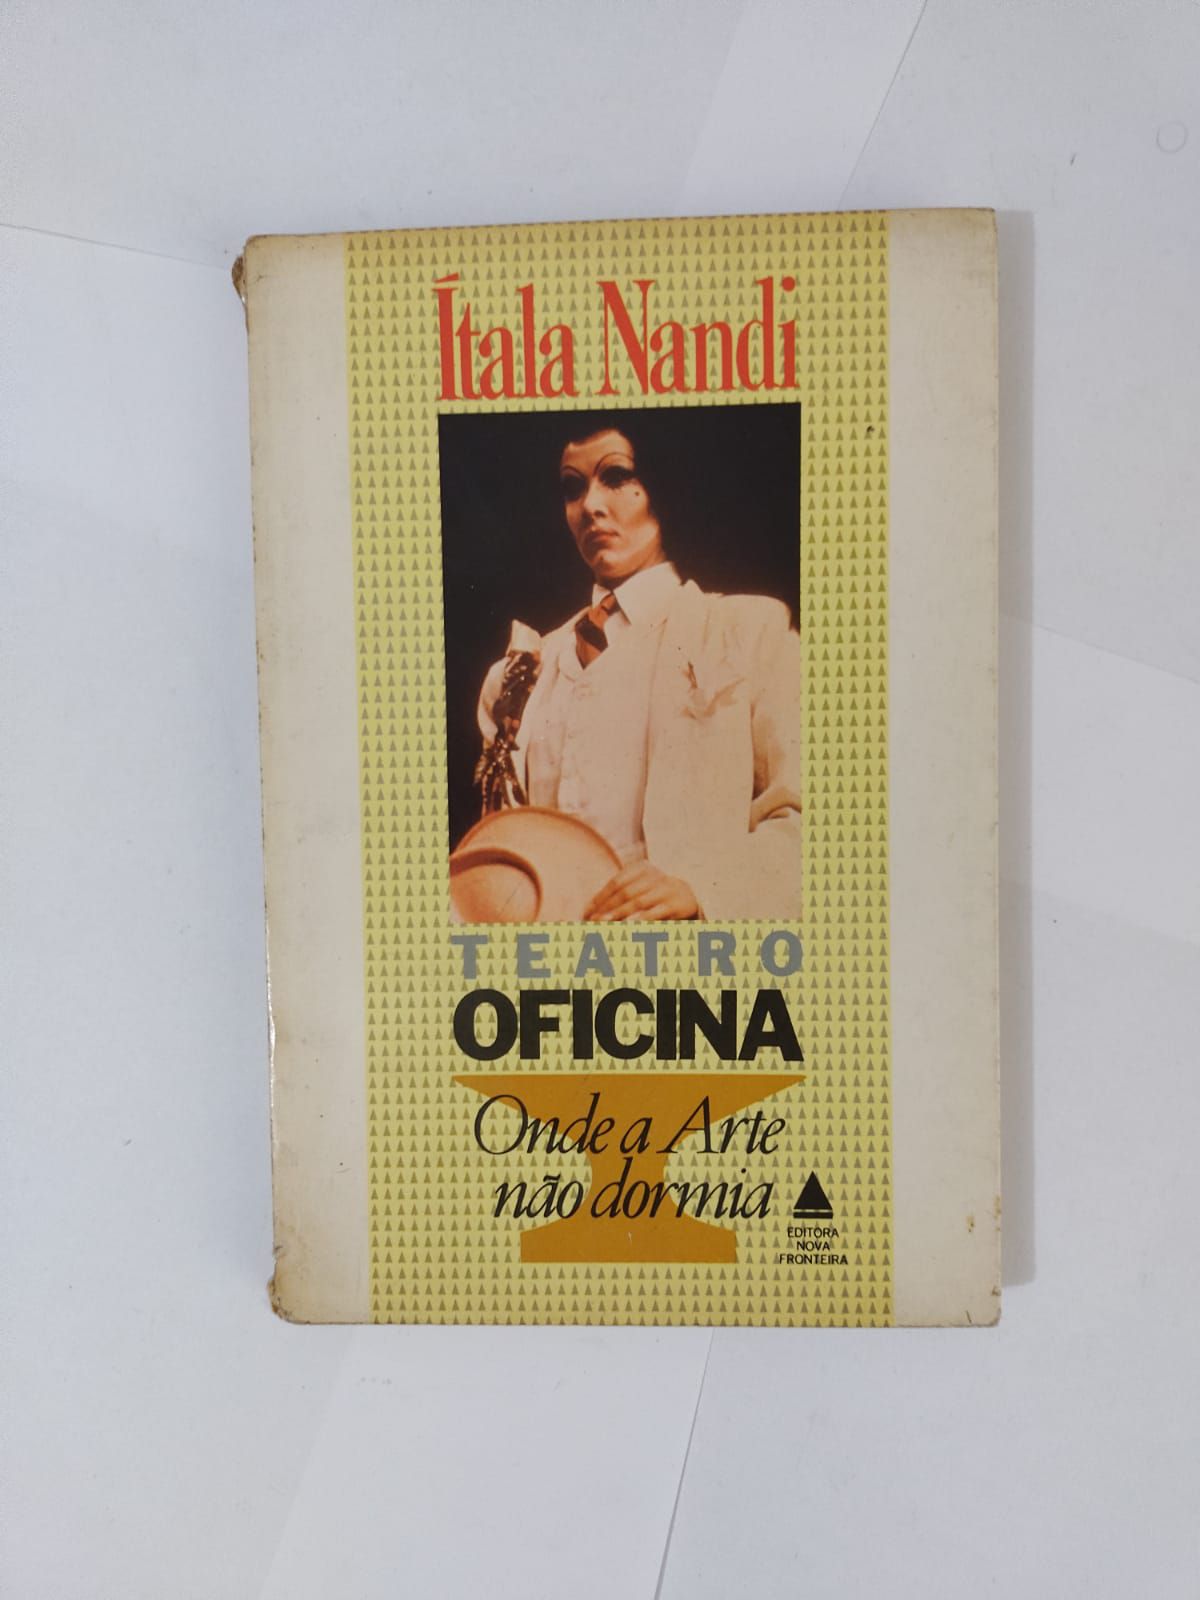 Ítala Nandi
TEATRO
OFICINA
Onde a Arte
não dormia
EDITORA
NOVA
FRONTEIRA